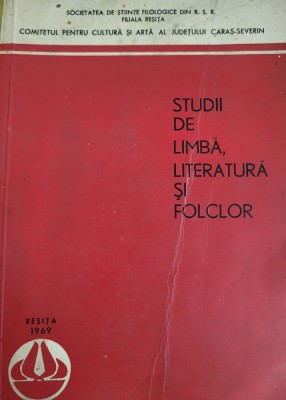 SOCIETATEA DE ȘTIINȚE FILOLOGICE DIN R. S. R.
FILIALA REȘIȚA
COMITETUL PENTRU CULTURĂ ȘI ARTĂ AL JUDEȚULUI CARAȘ-SEVERIN
STUDII
DE
LIMBĂ,
LITERATURĂ
ȘI
FOLCLOR
REȘIȚA
1969